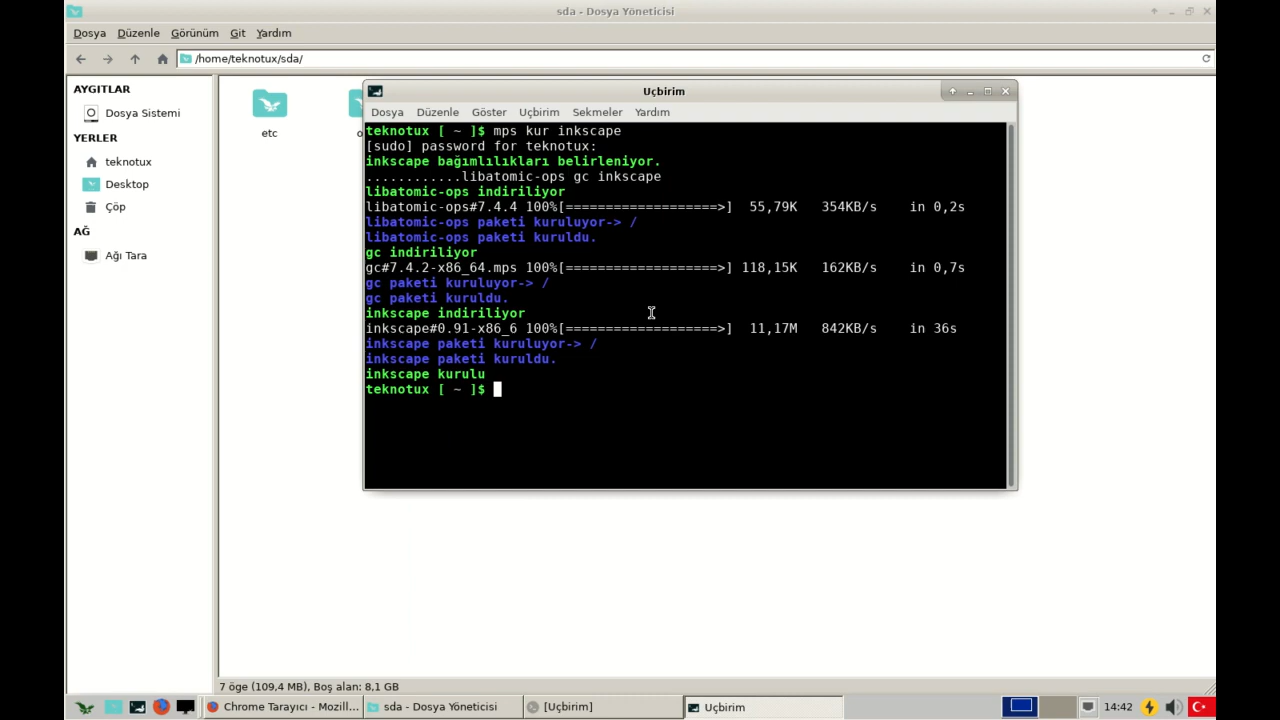 sda - Dosya Yöneticisi
Dosya Düzenle Görünüm Git Yardım
/home/teknotux/sda/
AYGITLAR
Dosya Sistemi
YERLER
teknotux
Desktop
Çöp
AĞ
Ağı Tara
etc
Uçbirim
Dosya Düzenle Göster Uçbirim Sekmeler Yardım
teknotux [ ~ ]$ mps kur inkscape
[sudo] password for teknotux:
inkscape bağımlılıkları belirleniyor.
............libatomic-ops gc inkscape
libatomic-ops indiriliyor
libatomic-ops#7.4.4 100%[===================>] 55,79K 354KB/s in 0,2s
libatomic-ops paketi kuruluyor-> /
libatomic-ops paketi kuruldu.
gc indiriliyor
gc#7.4.2-x86_64.mps 100%[===================>] 118,15K 162KB/s in 0,7s
gc paketi kuruluyor-> /
gc paketi kuruldu.
inkscape indiriliyor
inkscape#0.91-x86_6 100%[===================>] 11,17M 842KB/s in 36s
inkscape paketi kuruluyor-> /
inkscape paketi kuruldu.
inkscape kurulu
teknotux [ ~ ]$
7 öge (109,4 MB), Boş alan: 8,1 GB
Chrome Tarayıcı - Mozill... sda - Dosya Yöneticisi [Uçbirim] Uçbirim 14:42